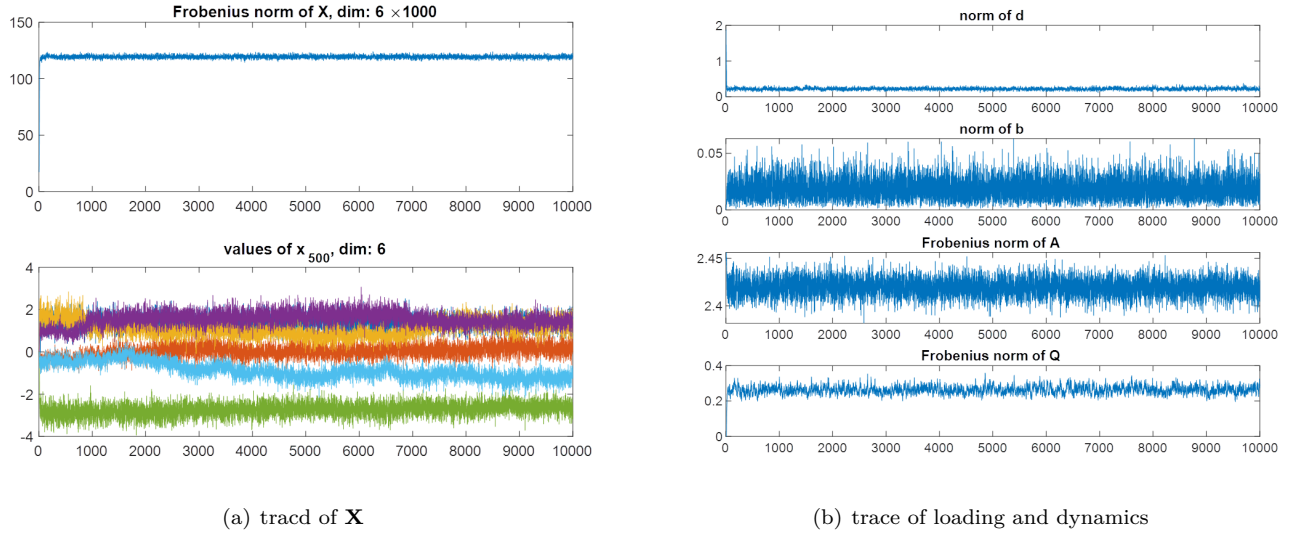 Frobenius norm of X, dim: 6 ×1000
150
100
50
0
0 1000 2000 3000 4000 5000 6000 7000 8000 9000 10000
values of x 500, dim: 6
4
2
0
-2
-4
0 1000 2000 3000 4000 5000 6000 7000 8000 9000 10000
(a) tracd of X
norm of d
2
1
0
0 1000 2000 3000 4000 5000 6000 7000 8000 9000 10000
norm of b
0.05
0
0 1000 2000 3000 4000 5000 6000 7000 8000 9000 10000
Frobenius norm of A
2.45
2.4
0 1000 2000 3000 4000 5000 6000 7000 8000 9000 10000
Frobenius norm of Q
0.4
0.2
0
0 1000 2000 3000 4000 5000 6000 7000 8000 9000 10000
(b) trace of loading and dynamics